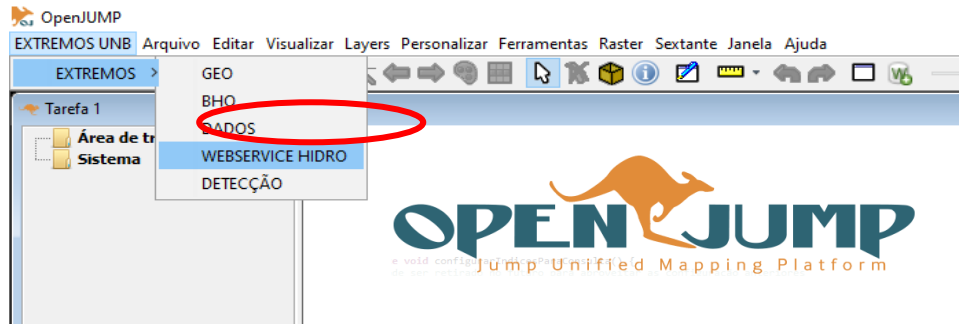 OpenJUMP
EXTREMOS UNB Arquivo Editar Visualizar Layers Personalizar Ferramentas Raster Sextante Janela Ajuda
EXTREMOS
GEO
BHO
DADOS
WEBSERVICE HIDRO
DETECÇÃO
Tarefa 1
Área de tr
Sistema
OPEN JUMP
Jump Unified Mapping Platform